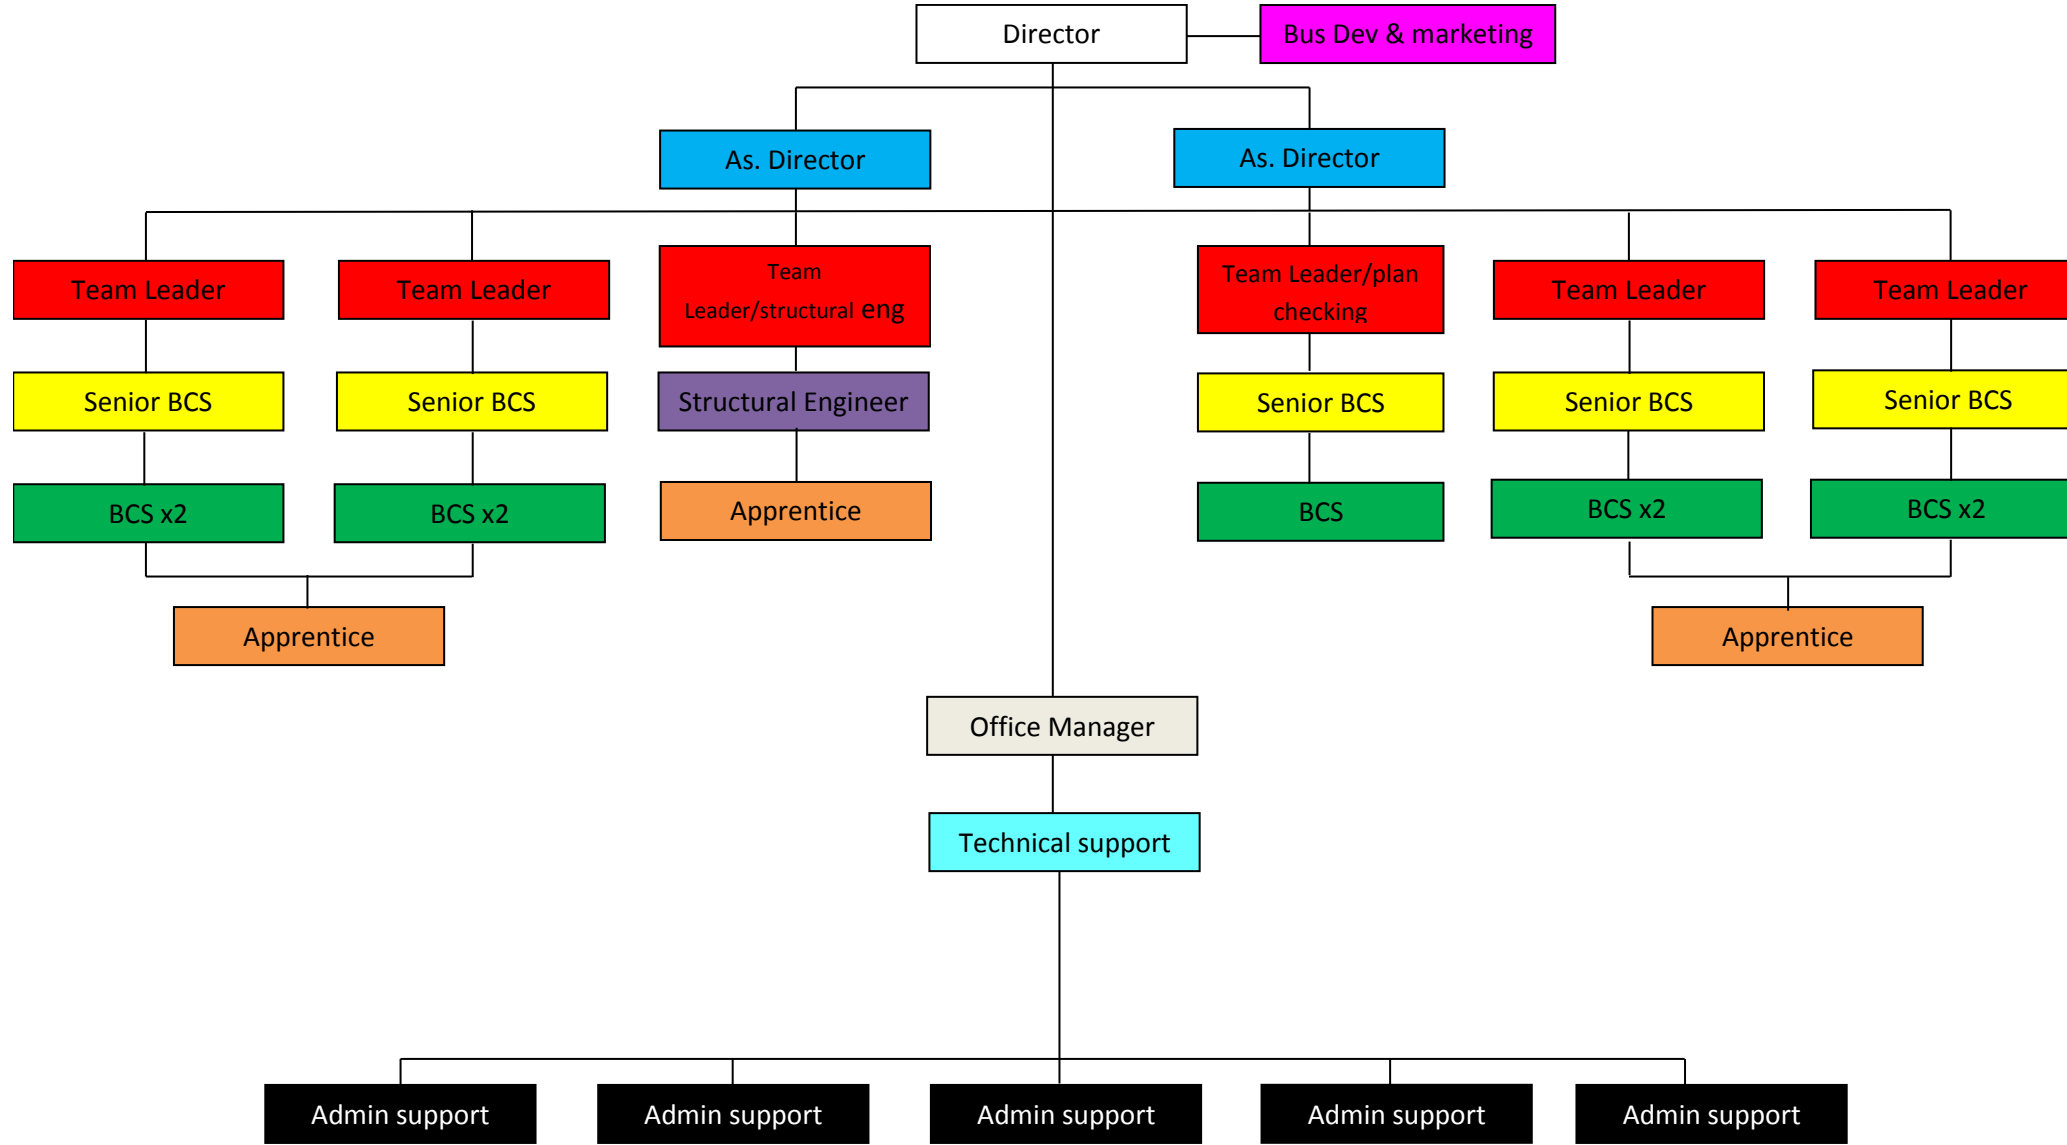 Director
Bus Dev & marketing
As. Director
As. Director
Team Leader
Team Leader
Team
Leader/structural eng
Team Leader/plan
checking
Team Leader
Team Leader
Senior BCS
Senior BCS
Structural Engineer
Senior BCS
Senior BCS
Senior BCS
BCS x2
BCS x2
Apprentice
BCS
BCS x2
BCS x2
Apprentice
Apprentice
Office Manager
Technical support
Admin support
Admin support
Admin support
Admin support
Admin support